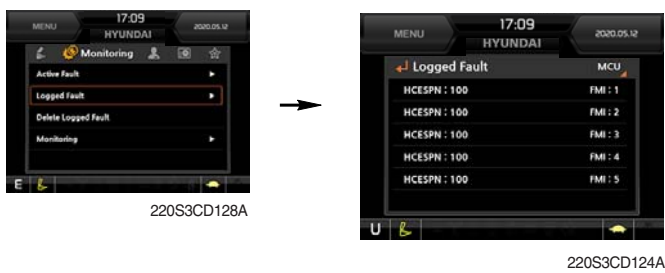 MENU
17:09
2020.05.12
HYUNDAI
Monitoring
Active Fault
Logged Fault
Delete Logged Fault
Monitoring
E
220S3CD128A
MENU
17:09
2020.05.12
HYUNDAI
Logged Fault MCU
HCESPN : 100 FMI : 1
HCESPN : 100 FMI : 2
HCESPN : 100 FMI : 3
HCESPN : 100 FMI : 4
HCESPN : 100 FMI : 5
U
220S3CD124A